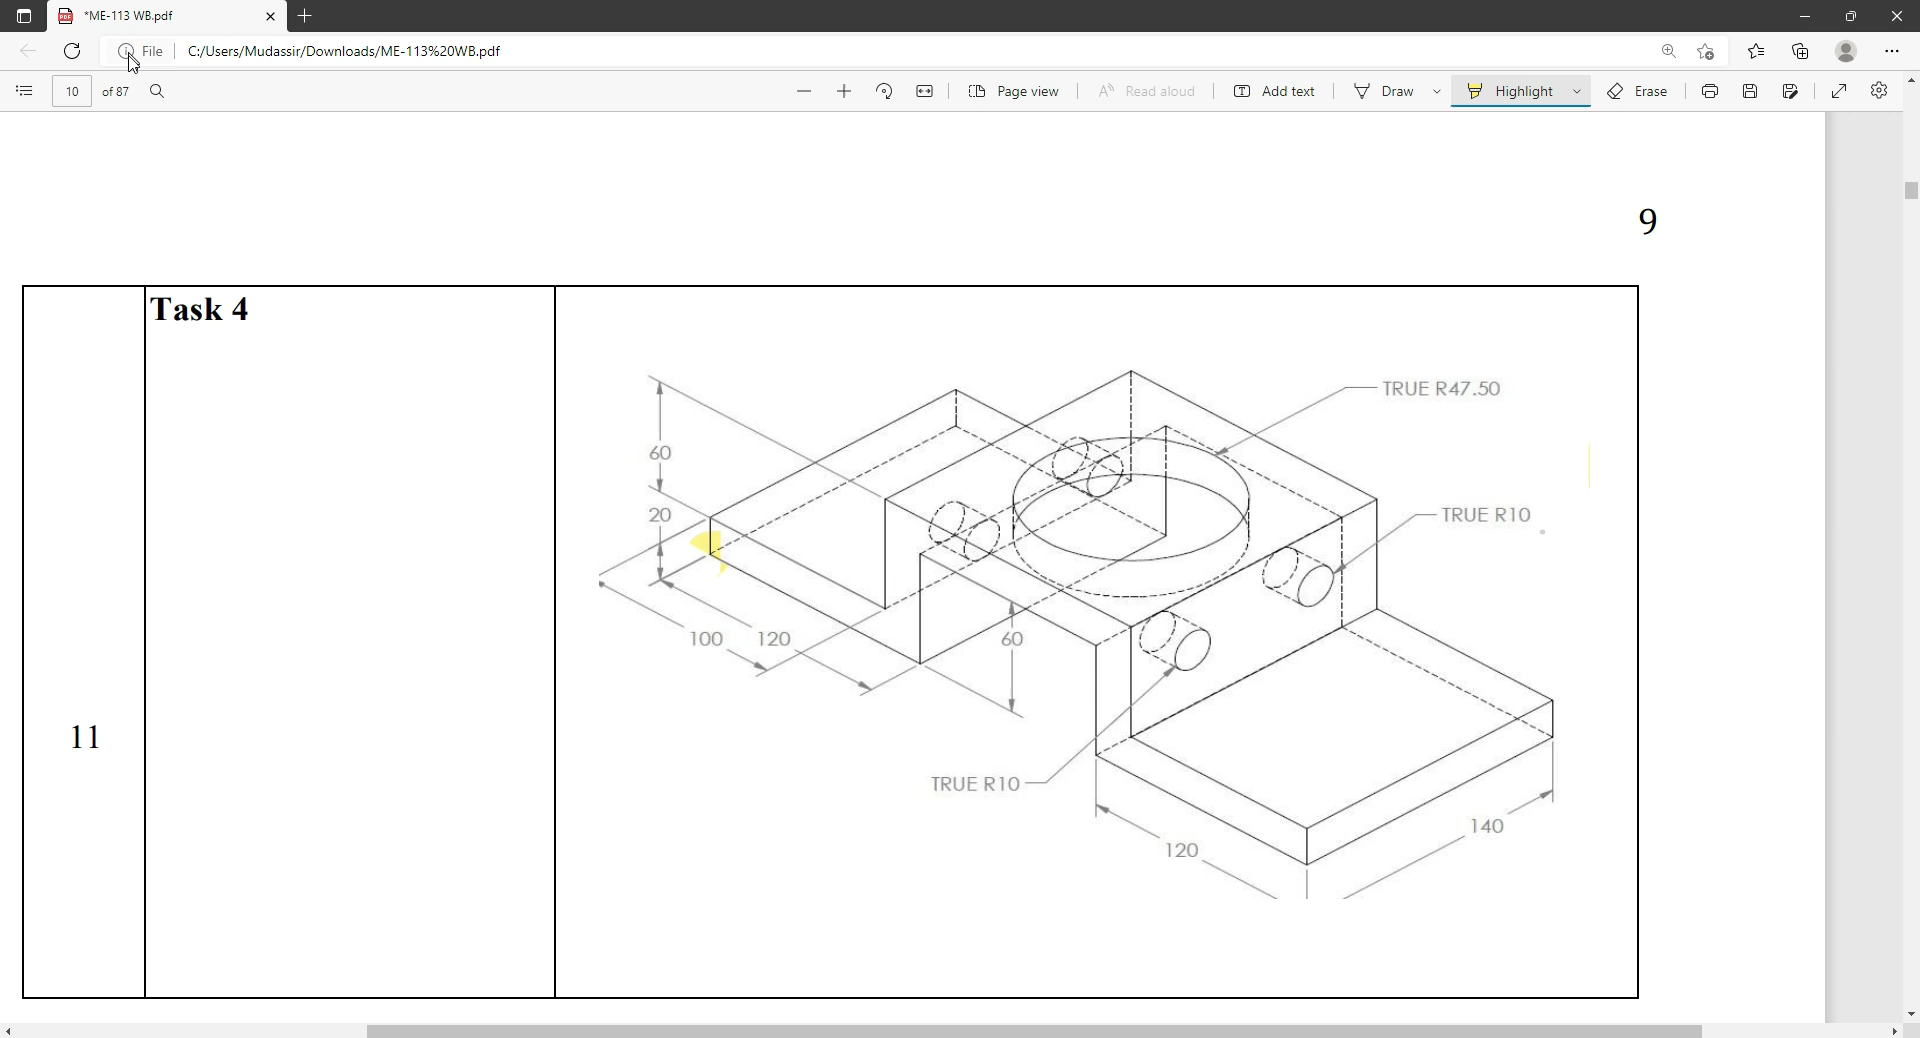 *ME-113 WB.pdf
File
C:/Users/Mudassir/Downloads/ME-113%20WB.pdf
10
of 87
Page view
Read aloud
Add text
Draw
Highlight
Erase
9
11
Task 4
TRUE R47.50
60
20
TRUE R10
100
120
60
TRUE R10
120
140